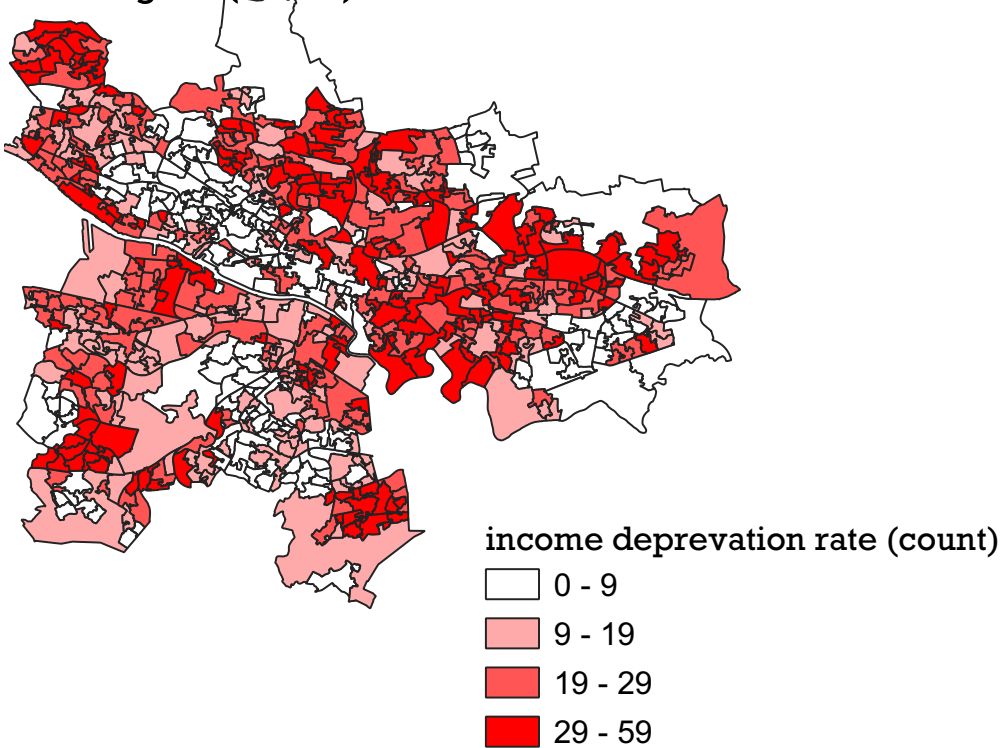 income deprevation rate (count)
0 - 9
9 - 19
19 - 29
29 - 59